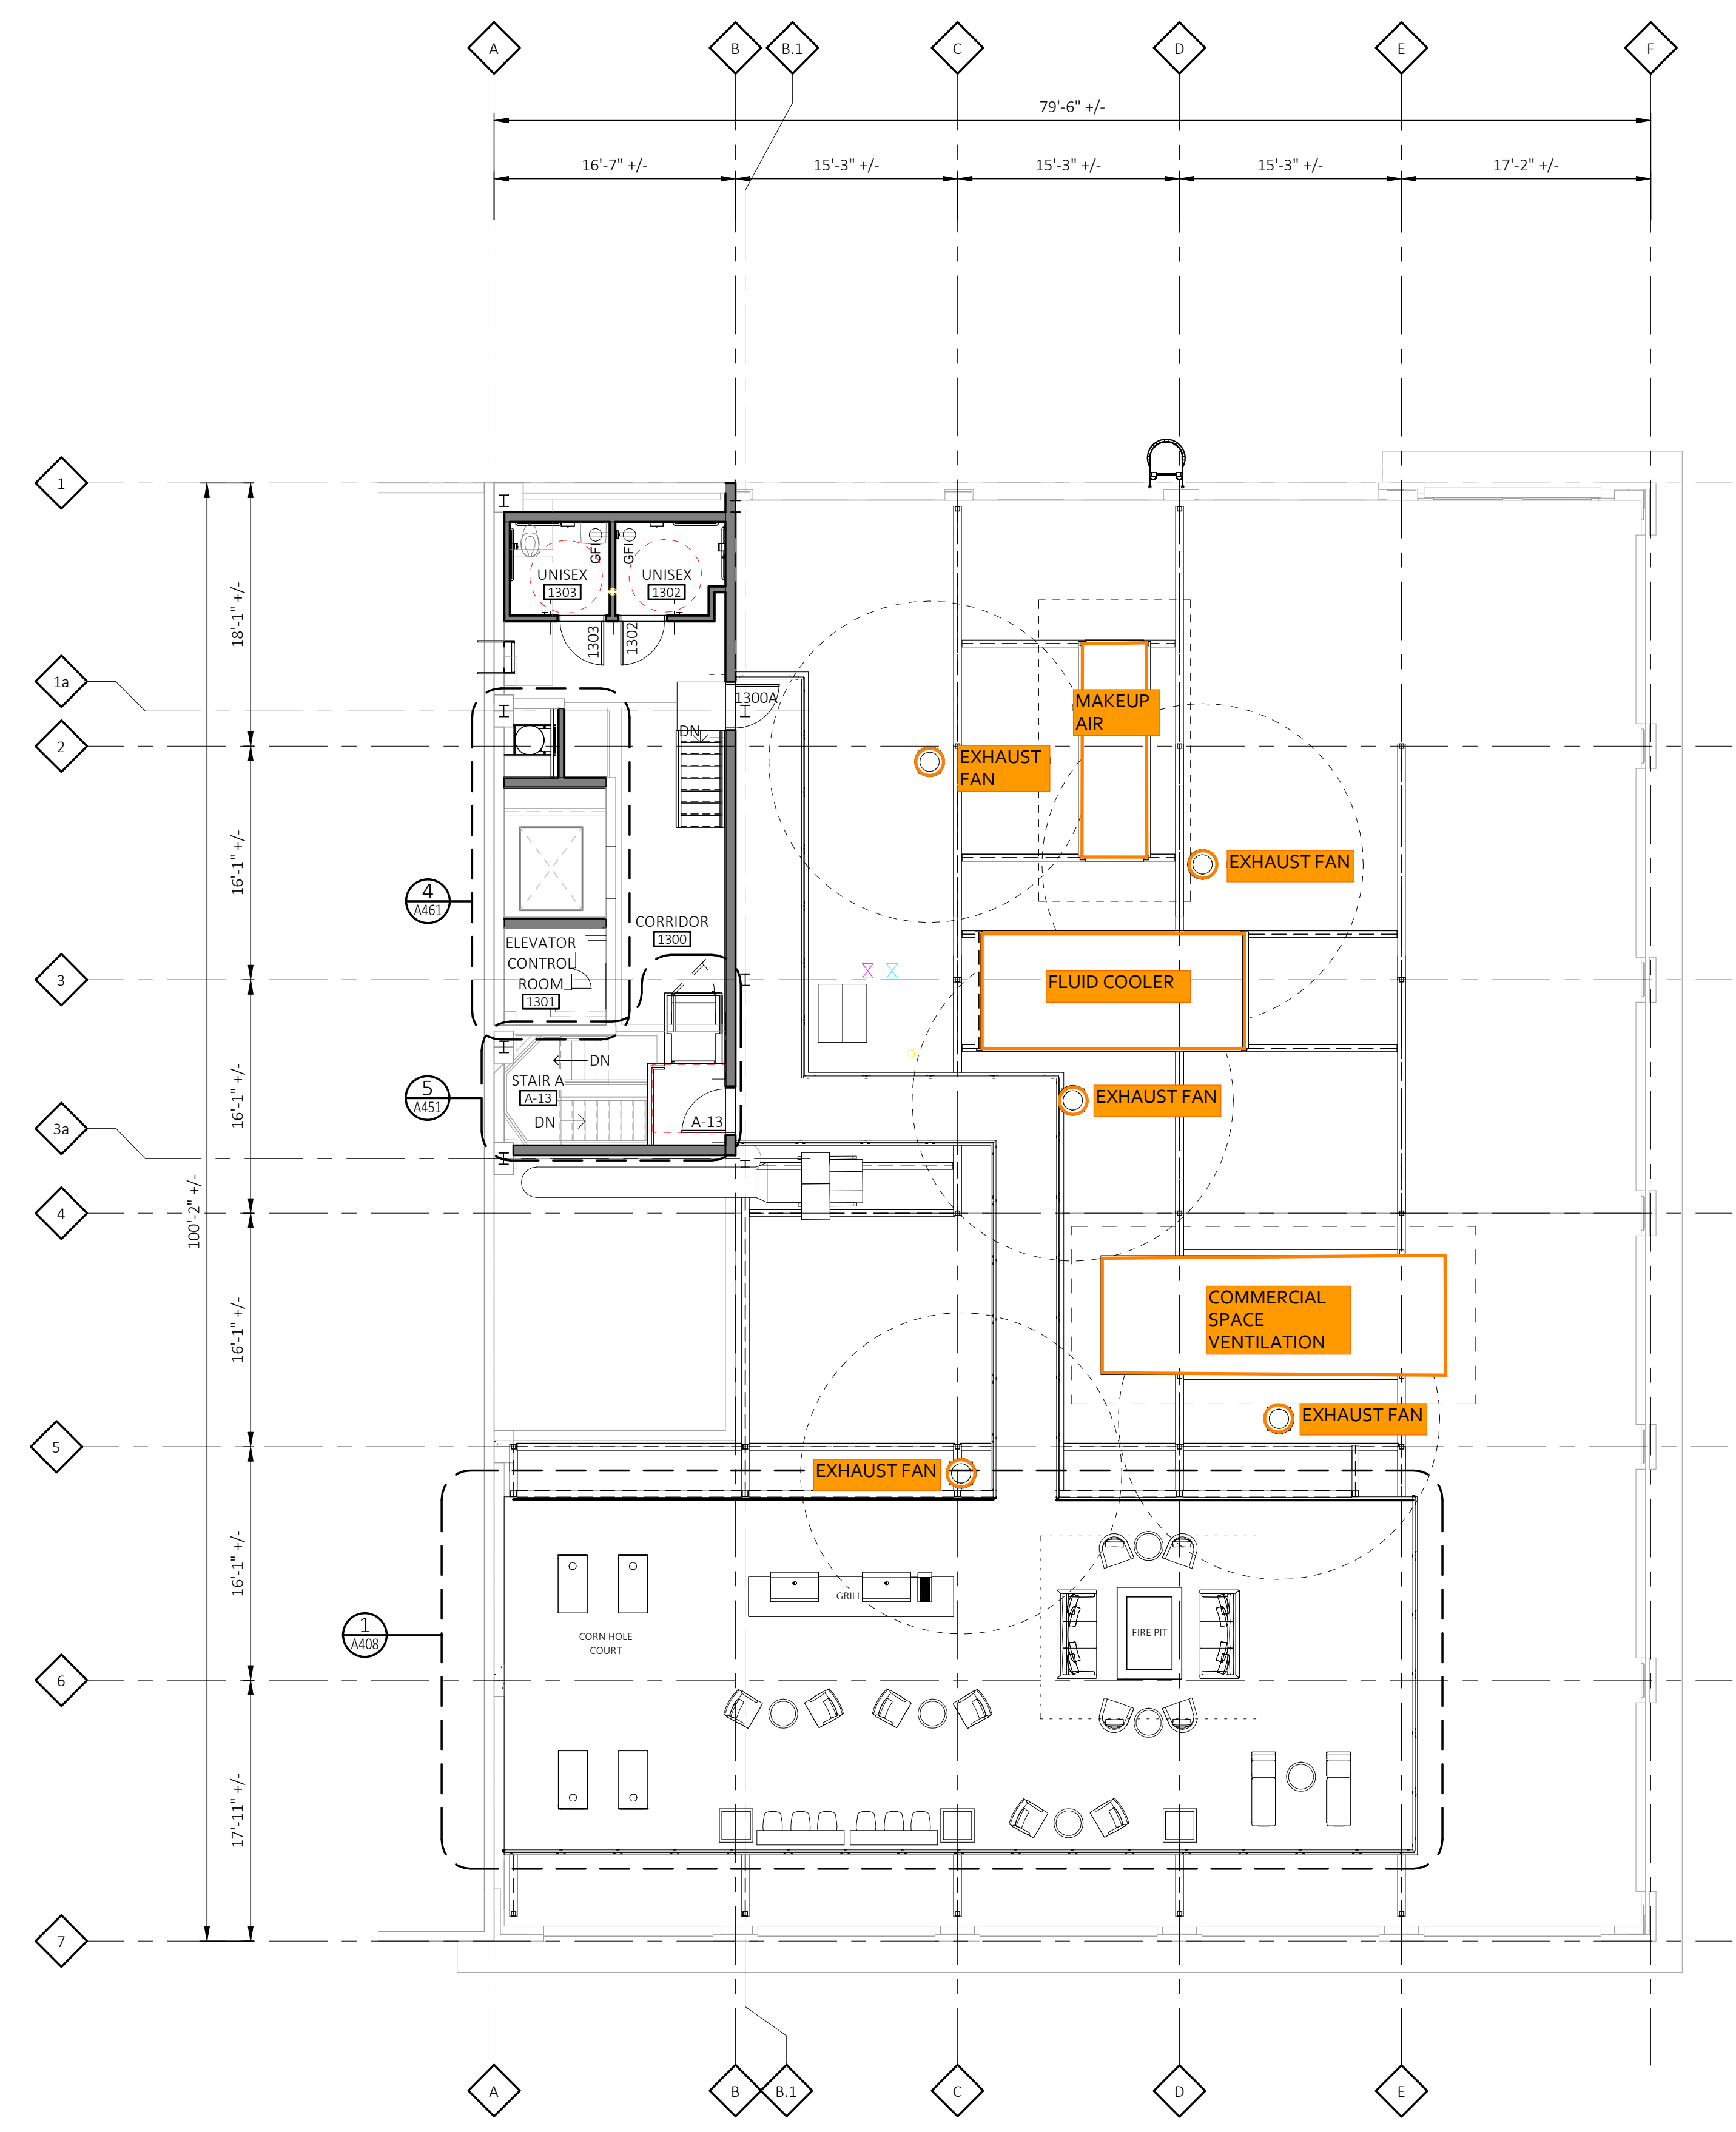 A
B
B.1
C
D
E
F
79'-6" +/-
16'-7" +/-
15'-3" +/-
15'-3" +/-
15'-3" +/-
17'-2" +/-
1
1a
2
3
3a
4
5
6
7
18'-1" +/-
16'-1" +/-
16'-1" +/-
16'-1" +/-
16'-1" +/-
17'-11" +/-
100'-2" +/-
GFI
GFI
UNISEX
1303
UNISEX
1302
1303
1302
1300A
DN
MAKEUP
AIR
EXHAUST
FAN
EXHAUST FAN
4
A461
CORRIDOR
1300
ELEVATOR
CONTROL
ROOM
1301
FLUID COOLER
5
A451
DN
STAIR A
A-13
DN
A-13
EXHAUST FAN
COMMERCIAL
SPACE
VENTILATION
EXHAUST FAN
EXHAUST FAN
1
A408
GRILL
CORN HOLE
COURT
FIRE PIT
A
B
B.1
C
D
E